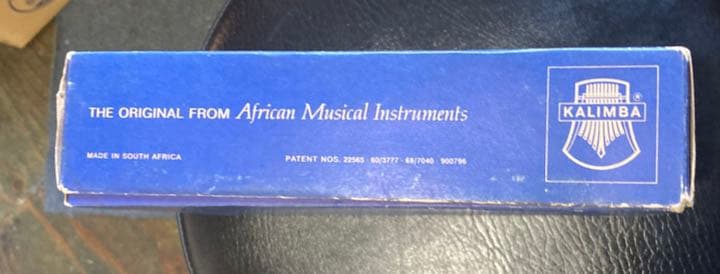 THE ORIGINAL FROM African Musical Instruments
KALIMBA ®
MADE IN SOUTH AFRICA
PATENT NOS. 22565 · 60/3777 · 68/7040 · 900796